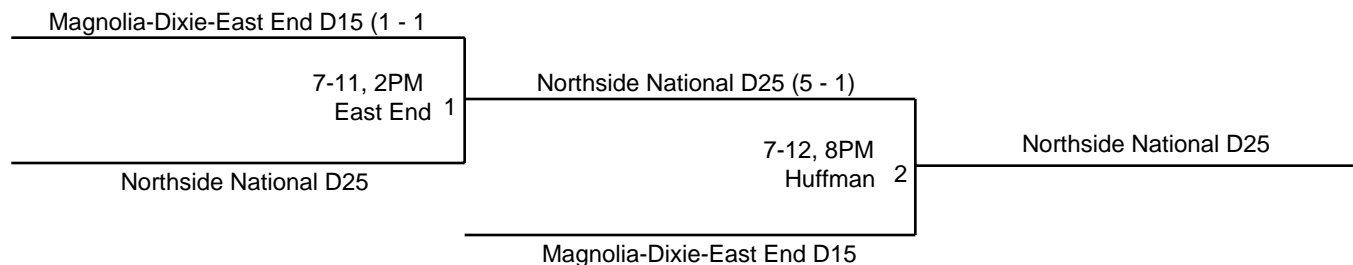 Magnolia-Dixie-East End D15 (1 - 1
7-11, 2PM
East End 1
Northside National D25
Northside National D25 (5 - 1)
7-12, 8PM
Huffman 2
Magnolia-Dixie-East End D15
Northside National D25